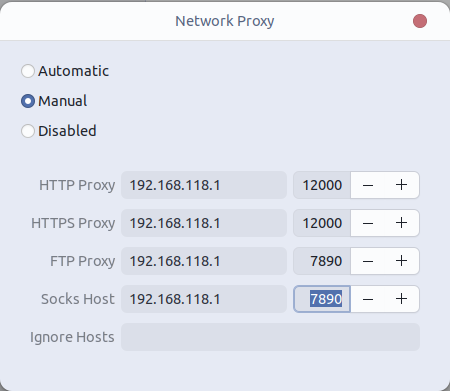 Network Proxy
Automatic
Manual
Disabled
HTTP Proxy 192.168.118.1 12000 − +
HTTPS Proxy 192.168.118.1 12000 − +
FTP Proxy 192.168.118.1 7890 − +
Socks Host 192.168.118.1 7890 − +
Ignore Hosts